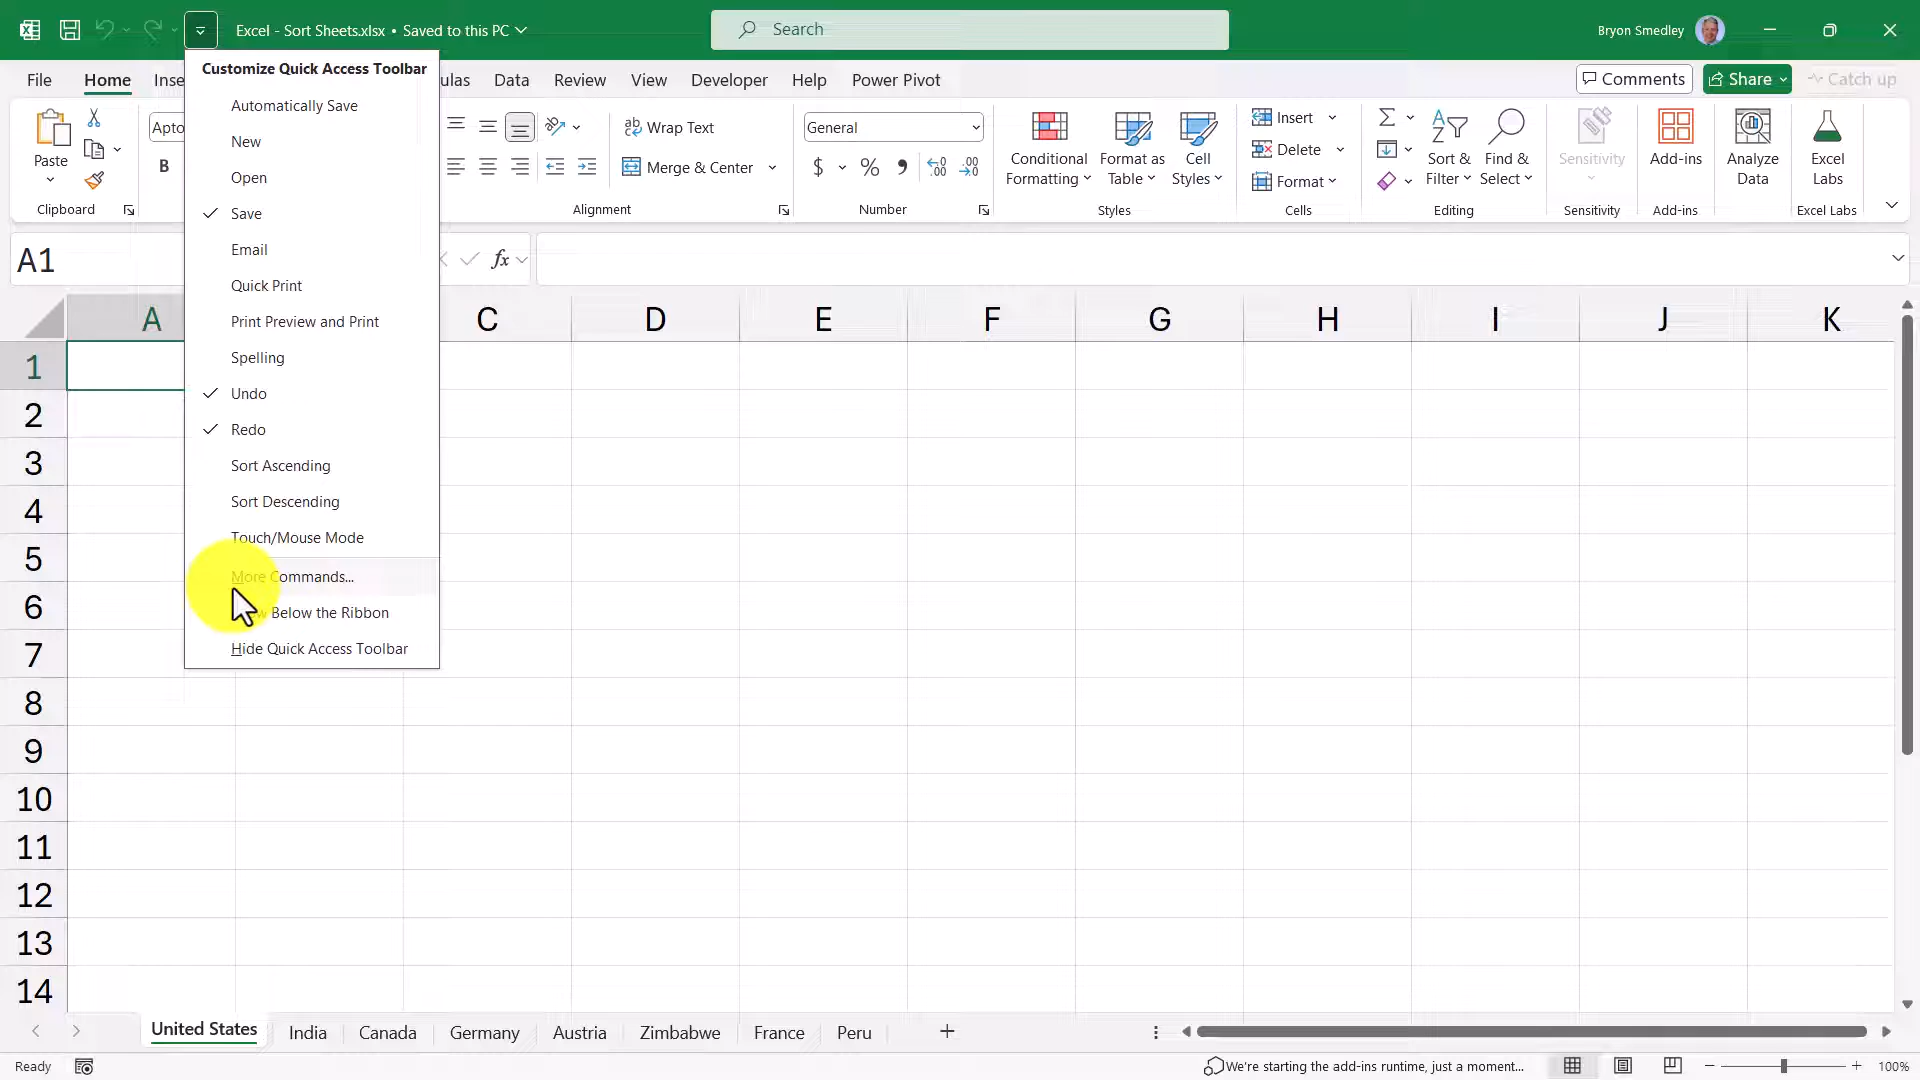 Excel - Sort Sheets.xlsx • Saved to this PC
Search
Bryon Smedley
File Home Inse ulas Data Review View Developer Help Power Pivot
Comments Share Catch up
Customize Quick Access Toolbar
Automatically Save
New
Open
Save
Email
Quick Print
Print Preview and Print
Spelling
Undo
Redo
Sort Ascending
Sort Descending
Touch/Mouse Mode
More Commands...
Below the Ribbon
Hide Quick Access Toolbar
Paste
Clipboard
Apto
B
Wrap Text
Merge & Center
Alignment
General
$ % 9 .00
Number
Conditional Formatting
Format as Table
Cell Styles
Styles
Insert
Delete
Format
Cells
Sort & Filter
Find & Select
Editing
Sensitivity
Sensitivity
Add-ins
Add-ins
Analyze Data
Excel Labs
Excel Labs
A1
fx
A C D E F G H I J K
1
2
3
4
5
6
7
8
9
10
11
12
13
14
United States India Canada Germany Austria Zimbabwe France Peru
Ready
We're starting the add-ins runtime, just a moment...
100%